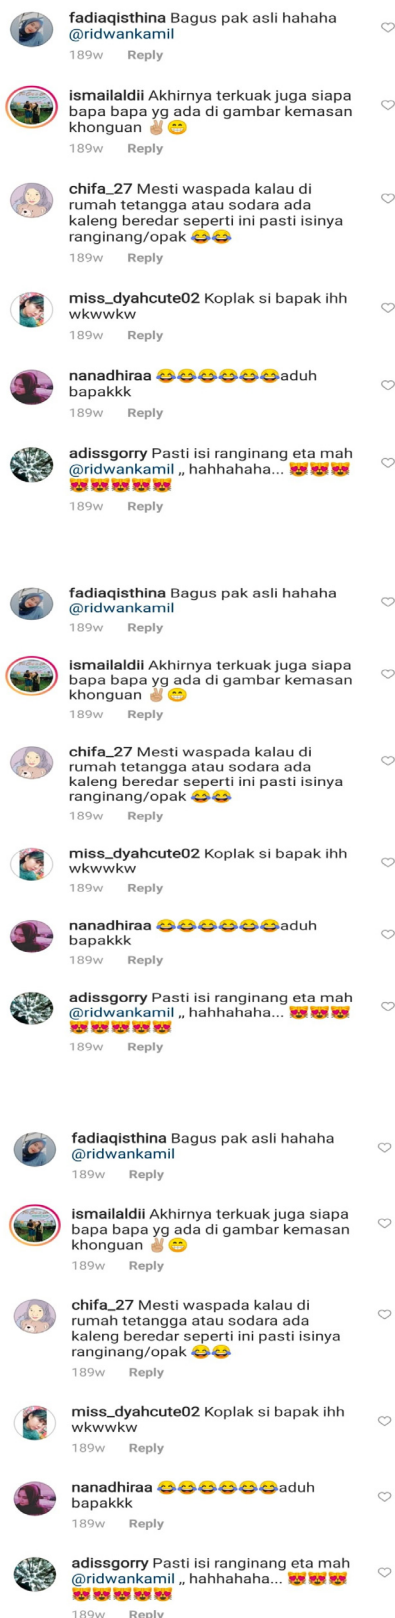 fadiaqisthina Bagus pak asli hahaha
@ridwankamil
189w Reply
ismailaldii Akhirnya terkuak juga siapa
bapa bapa yg ada di gambar kemasan
khonguan ✌🏼😁
189w Reply
chifa_27 Mesti waspada kalau di
rumah tetangga atau sodara ada
kaleng beredar seperti ini pasti isinya
ranginang/opak 😂😂
189w Reply
miss_dyahcute02 Koplak si bapak ihh
wkwwkw
189w Reply
nanadhiraa 😂😂😂😂😂😂aduh
bapakkk
189w Reply
adissgorry Pasti isi ranginang eta mah
@ridwankamil ,, hahhahaha... 😻😻😻
😻😻😻😻😻
189w Reply
fadiaqisthina Bagus pak asli hahaha
@ridwankamil
189w Reply
ismailaldii Akhirnya terkuak juga siapa
bapa bapa yg ada di gambar kemasan
khonguan ✌🏼😁
189w Reply
chifa_27 Mesti waspada kalau di
rumah tetangga atau sodara ada
kaleng beredar seperti ini pasti isinya
ranginang/opak 😂😂
189w Reply
miss_dyahcute02 Koplak si bapak ihh
wkwwkw
189w Reply
nanadhiraa 😂😂😂😂😂😂aduh
bapakkk
189w Reply
adissgorry Pasti isi ranginang eta mah
@ridwankamil ,, hahhahaha... 😻😻😻
😻😻😻😻😻
189w Reply
fadiaqisthina Bagus pak asli hahaha
@ridwankamil
189w Reply
ismailaldii Akhirnya terkuak juga siapa
bapa bapa yg ada di gambar kemasan
khonguan ✌🏼😁
189w Reply
chifa_27 Mesti waspada kalau di
rumah tetangga atau sodara ada
kaleng beredar seperti ini pasti isinya
ranginang/opak 😂😂
189w Reply
miss_dyahcute02 Koplak si bapak ihh
wkwwkw
189w Reply
nanadhiraa 😂😂😂😂😂😂aduh
bapakkk
189w Reply
adissgorry Pasti isi ranginang eta mah
@ridwankamil ,, hahhahaha... 😻😻😻
😻😻😻😻😻
189w Reply